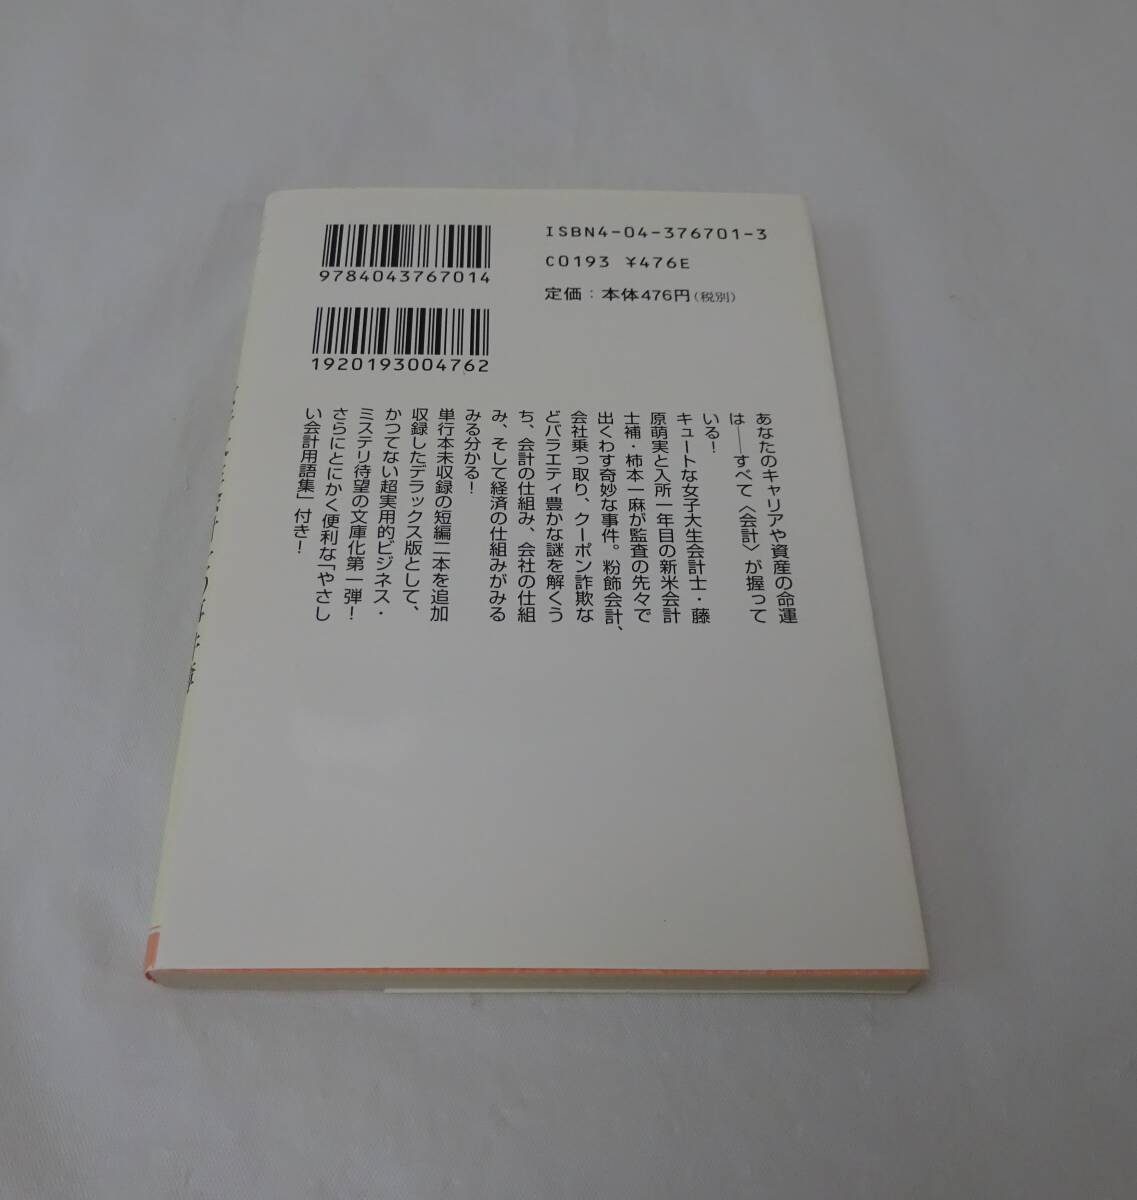 9784043767014
1920193004762
ISBN4-04-376701-3
C0193 ¥476E
定価：本体476円（税別）
あなたのキャリアや資産の命運
は——すべて〈会計〉が握って
いる！
キュートな女子大生会計士・藤
原萌実と入所一年目の新米会計
士補・柿本一麻が監査の先々で
出くわす奇妙な事件。粉飾会計、
会社乗っ取り、クーポン詐欺な
どバラエティ豊かな謎を解くう
ち、会計の仕組み、会社の仕組
み、そして経済の仕組みがみる
みる分かる！
単行本未収録の短編二本を追加
収録したデラックス版として、
かつてない超実用的ビジネス・
ミステリ待望の文庫化第一弾！
さらにとにかく便利な「やさし
い会計用語集」付き！